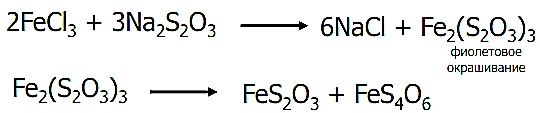 2FeCl₃ + 3Na₂S₂O₃ ⟶ 6NaCl + Fe₂(S₂O₃)₃
фиолетовое
окрашивание
Fe₂(S₂O₃)₃ ⟶ FeS₂O₃ + FeS₄O₆